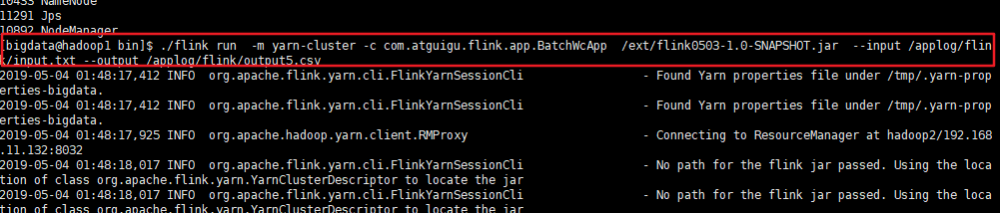 10433 NameNode
11291 Jps
10892 NodeManager
[bigdata@hadoop1 bin]$ ./flink run  -m yarn-cluster -c com.atguigu.flink.app.BatchWcApp  /ext/flink0503-1.0-SNAPSHOT.jar  --input /applog/flin
k/input.txt --output /applog/flink/output5.csv
2019-05-04 01:48:17,412 INFO  org.apache.flink.yarn.cli.FlinkYarnSessionCli                 - Found Yarn properties file under /tmp/.yarn-prop
erties-bigdata.
2019-05-04 01:48:17,412 INFO  org.apache.flink.yarn.cli.FlinkYarnSessionCli                 - Found Yarn properties file under /tmp/.yarn-prop
erties-bigdata.
2019-05-04 01:48:17,925 INFO  org.apache.hadoop.yarn.client.RMProxy                         - Connecting to ResourceManager at hadoop2/192.168
.11.132:8032
2019-05-04 01:48:18,017 INFO  org.apache.flink.yarn.cli.FlinkYarnSessionCli                 - No path for the flink jar passed. Using the loca
tion of class org.apache.flink.yarn.YarnClusterDescriptor to locate the jar
2019-05-04 01:48:18,017 INFO  org.apache.flink.yarn.cli.FlinkYarnSessionCli                 - No path for the flink jar passed. Using the loca
tion of class org.apache.flink.yarn.YarnClusterDescriptor to locate the jar